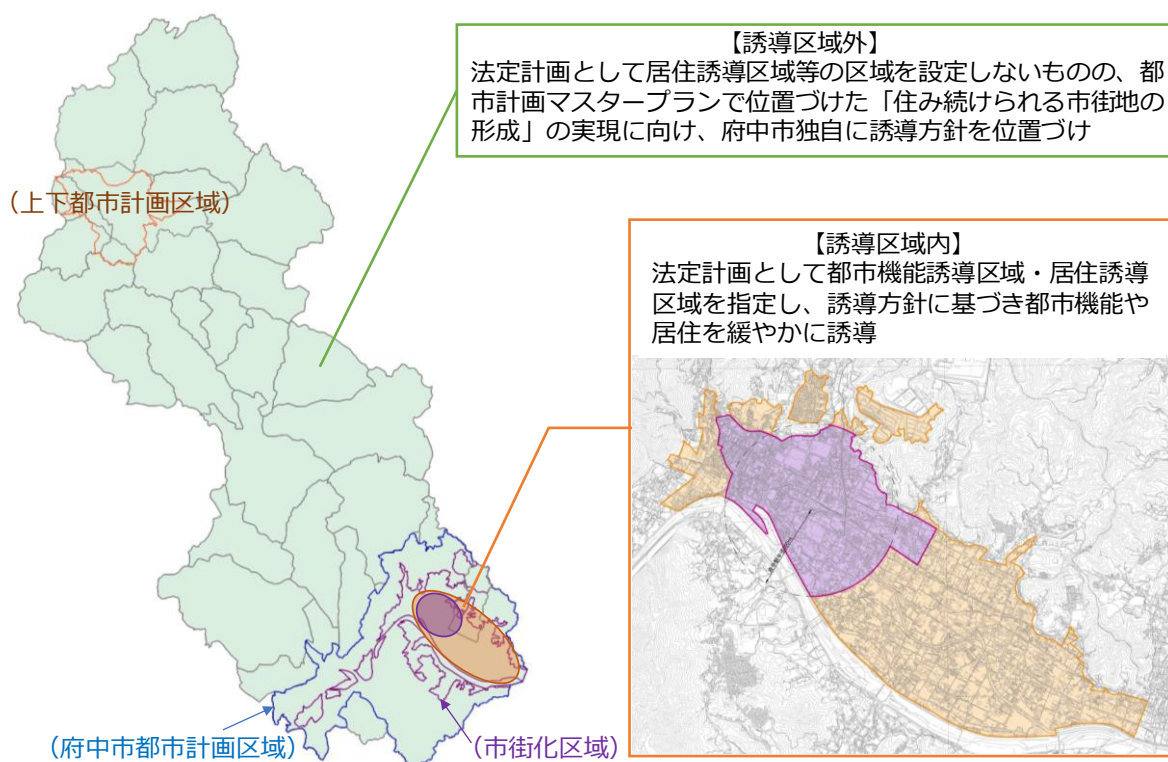 【誘導区域外】
法定計画として居住誘導区域等の区域を設定しないものの、都
市計画マスタープランで位置づけた「住み続けられる市街地の
形成」の実現に向け、府中市独自に誘導方針を位置づけ
（上下都市計画区域）
【誘導区域内】
法定計画として都市機能誘導区域・居住誘導
区域を指定し、誘導方針に基づき都市機能や
居住を緩やかに誘導
（府中市都市計画区域）
（市街化区域）